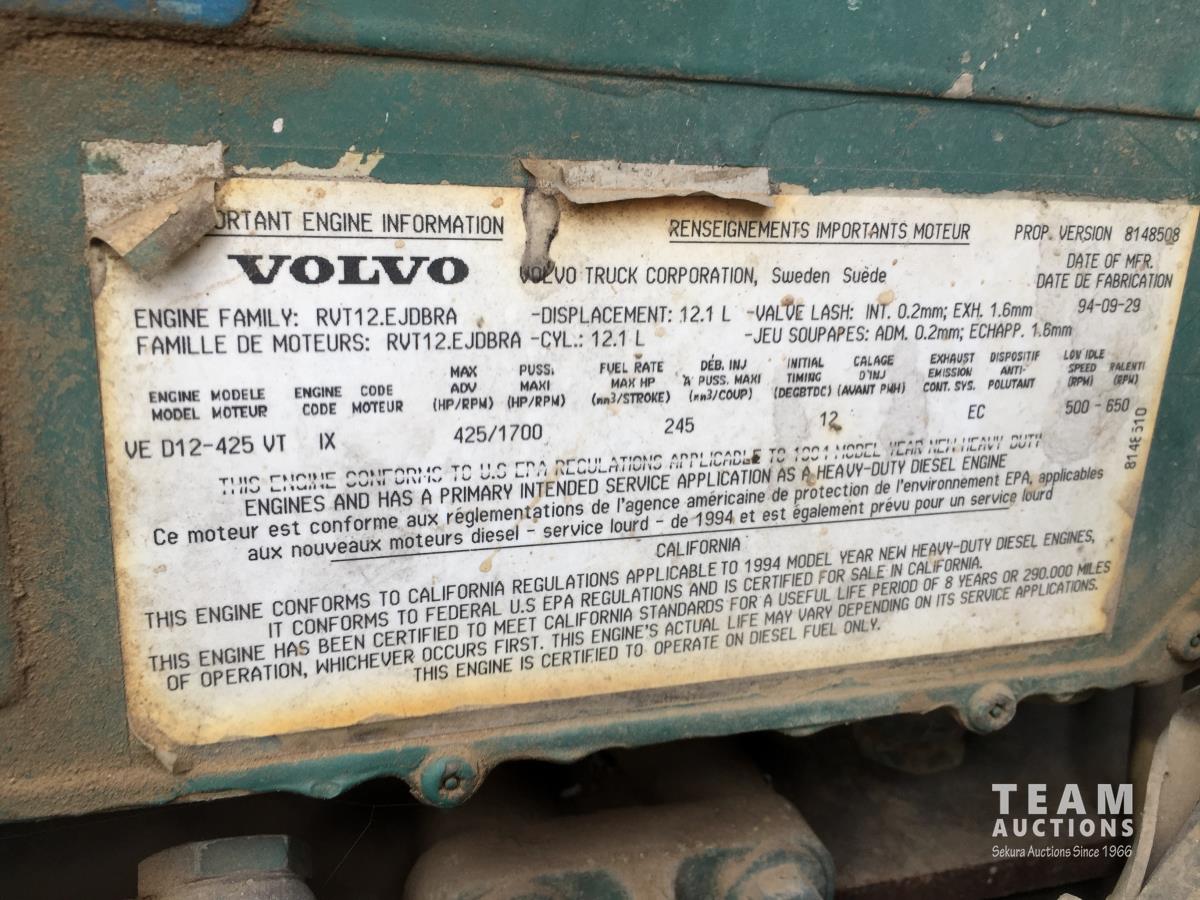 ORTANT ENGINE INFORMATION
RENSEIGNEMENTS IMPORTANTS MOTEUR
PROP. VERSION 8148508
VOLVO
VOLVO TRUCK CORPORATION, Sweden Suède
DATE OF MFR.
DATE DE FABRICATION
94-09-29
ENGINE FAMILY: RVT12.EJDBRA -DISPLACEMENT: 12.1 L -VALVE LASH: INT. 0.2mm; EXH. 1.6mm
FAMILLE DE MOTEURS: RVT12.EJDBRA -CYL.: 12.1 L -JEU SOUPAPES: ADM. 0.2mm; ECHAPP. 1.6mm
MAX PUSS. FUEL RATE DÉB. INJ INITIAL CALAGE EXHAUST DISPOSITIF LOW IDLE
ENGINE MODELE ENGINE CODE ADV MAXI MAX HP A PUSS. MAXI TIMING D'INJ EMISSION ANTI- SPEED RALENTI
MODEL MOTEUR CODE MOTEUR (HP/RPM) (HP/RPM) (mm3/STROKE) (mm3/COUP) (DEGBTDC) (AVANT PMH) CONT. SYS. POLLUTANT (RPM) (RPM)
VE D12-425 VT IX 425/1700 245 12 EC 500 - 650
8148510
THIS ENGINE CONFORMS TO U.S EPA REGULATIONS APPLICABLE TO 1994 MODEL YEAR NEW HEAVY DUTY
ENGINES AND HAS A PRIMARY INTENDED SERVICE APPLICATION AS A HEAVY-DUTY DIESEL ENGINE
Ce moteur est conforme aux réglementations de l'agence américaine de protection de l'environnement EPA, applicables
aux nouveaux moteurs diesel - service lourd - de 1994 et est également prévu pour un service lourd
CALIFORNIA
THIS ENGINE CONFORMS TO CALIFORNIA REGULATIONS APPLICABLE TO 1994 MODEL YEAR NEW HEAVY-DUTY DIESEL ENGINES,
IT CONFORMS TO FEDERAL U.S EPA REGULATIONS AND IS CERTIFIED FOR SALE IN CALIFORNIA.
THIS ENGINE HAS BEEN CERTIFIED TO MEET CALIFORNIA STANDARDS FOR A USEFUL LIFE PERIOD OF 8 YEARS OR 290.000 MILES
OF OPERATION, WHICHEVER OCCURS FIRST. THIS ENGINE'S ACTUAL LIFE MAY VARY DEPENDING ON ITS SERVICE APPLICATIONS.
THIS ENGINE IS CERTIFIED TO OPERATE ON DIESEL FUEL ONLY.
TEAM
AUCTIONS
Sekura Auctions Since 1966